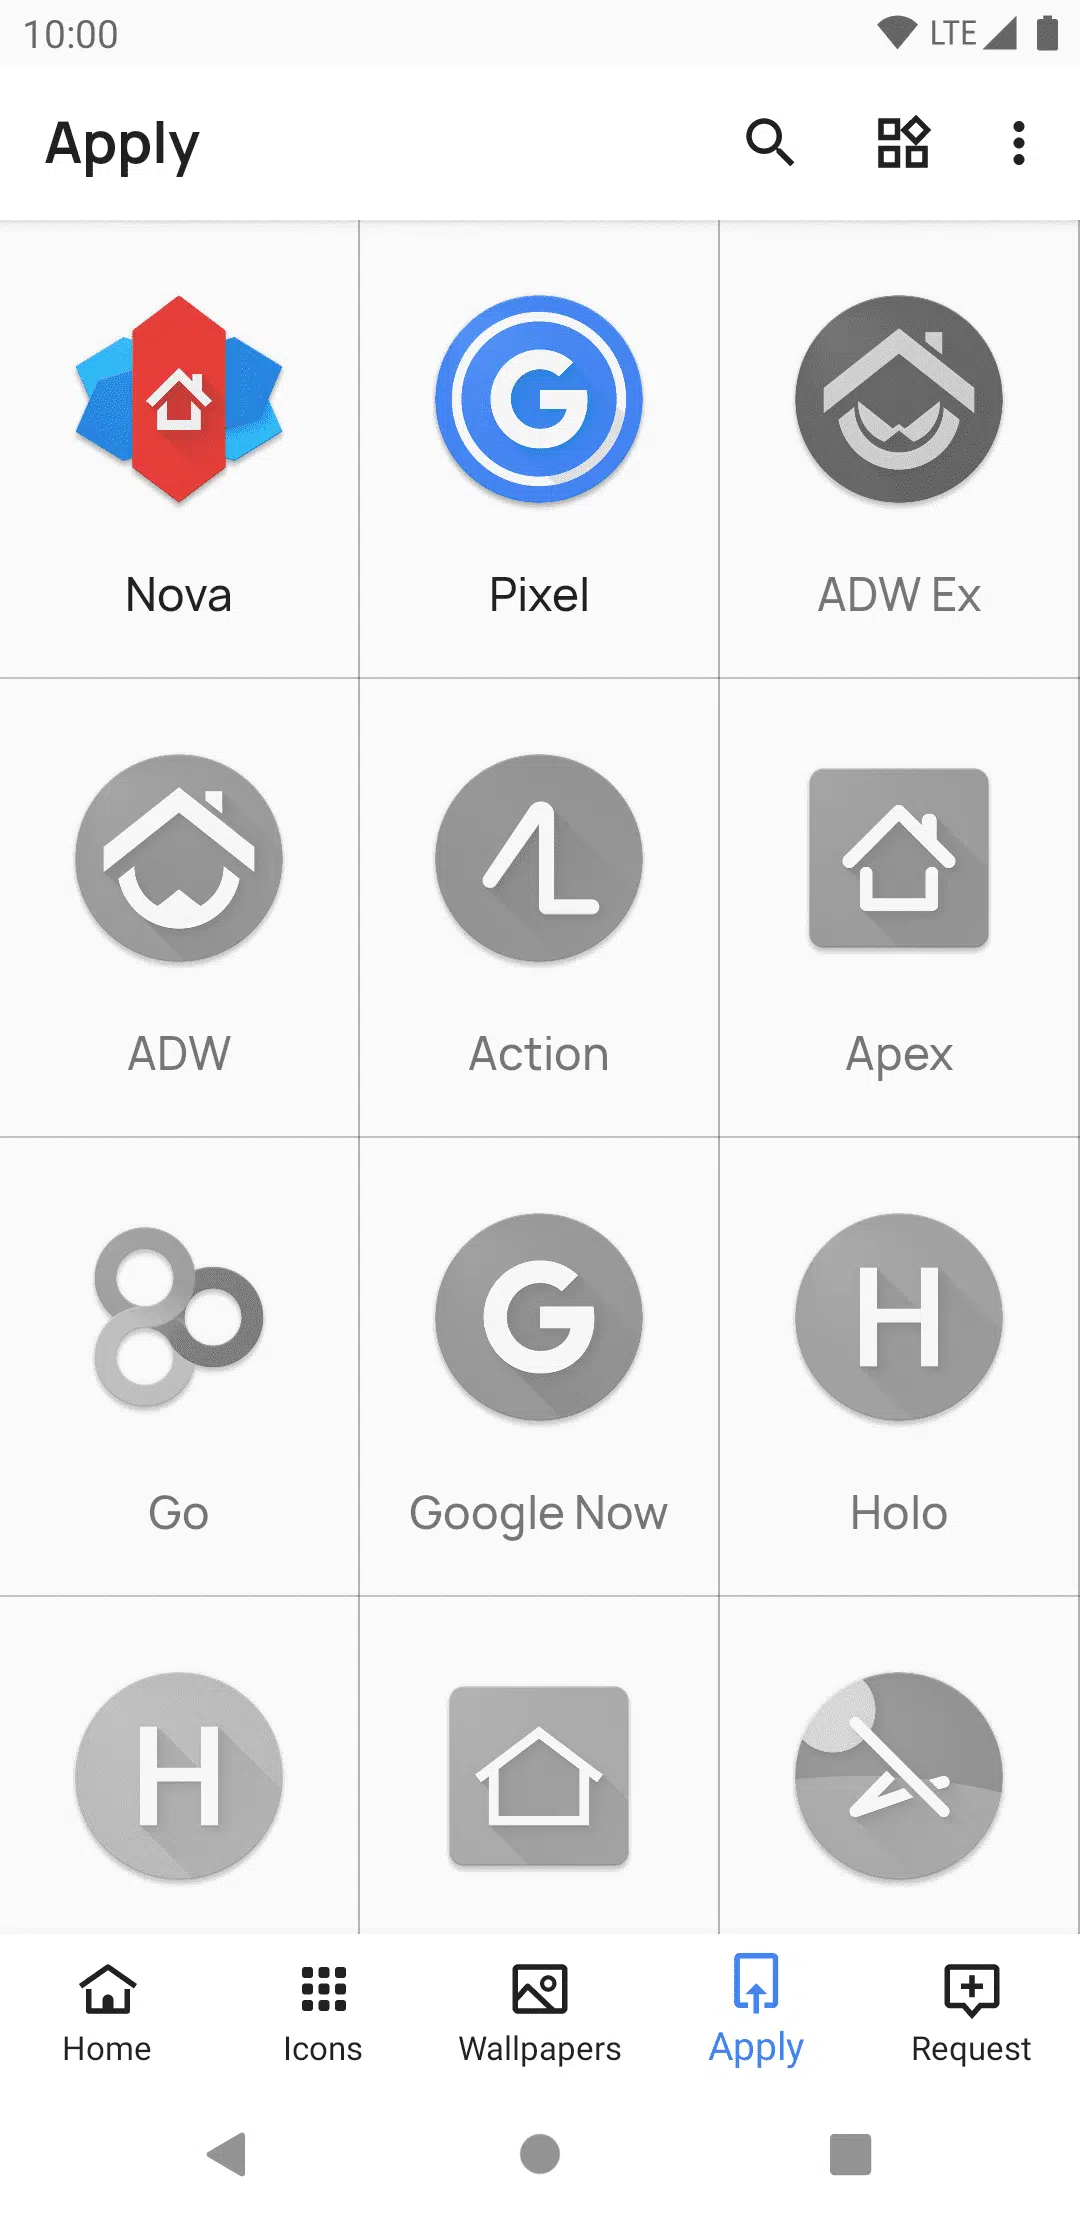 10:00 LTE
Apply
Nova Pixel ADW Ex
ADW Action Apex
Go Google Now Holo
Home Icons Wallpapers Apply Request